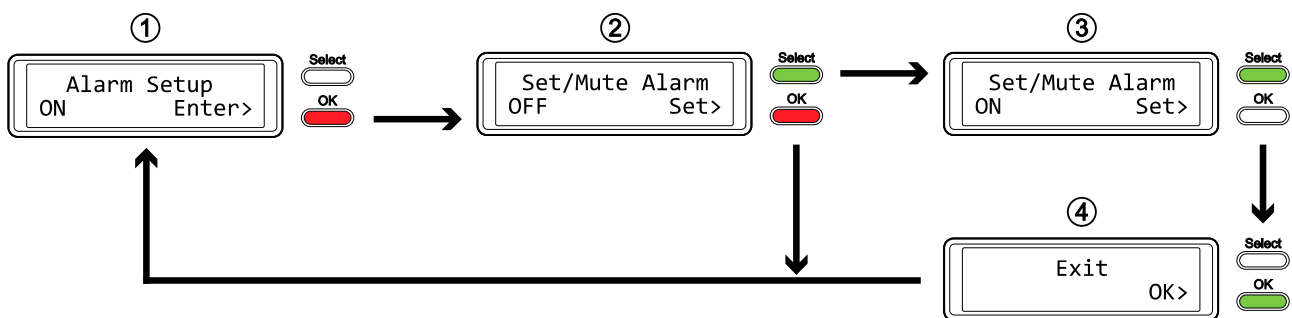 ①
Alarm Setup
ON Enter>
Select
OK
②
Set/Mute Alarm
OFF Set>
Select
OK
③
Set/Mute Alarm
ON Set>
Select
OK
④
Exit
OK>
Select
OK